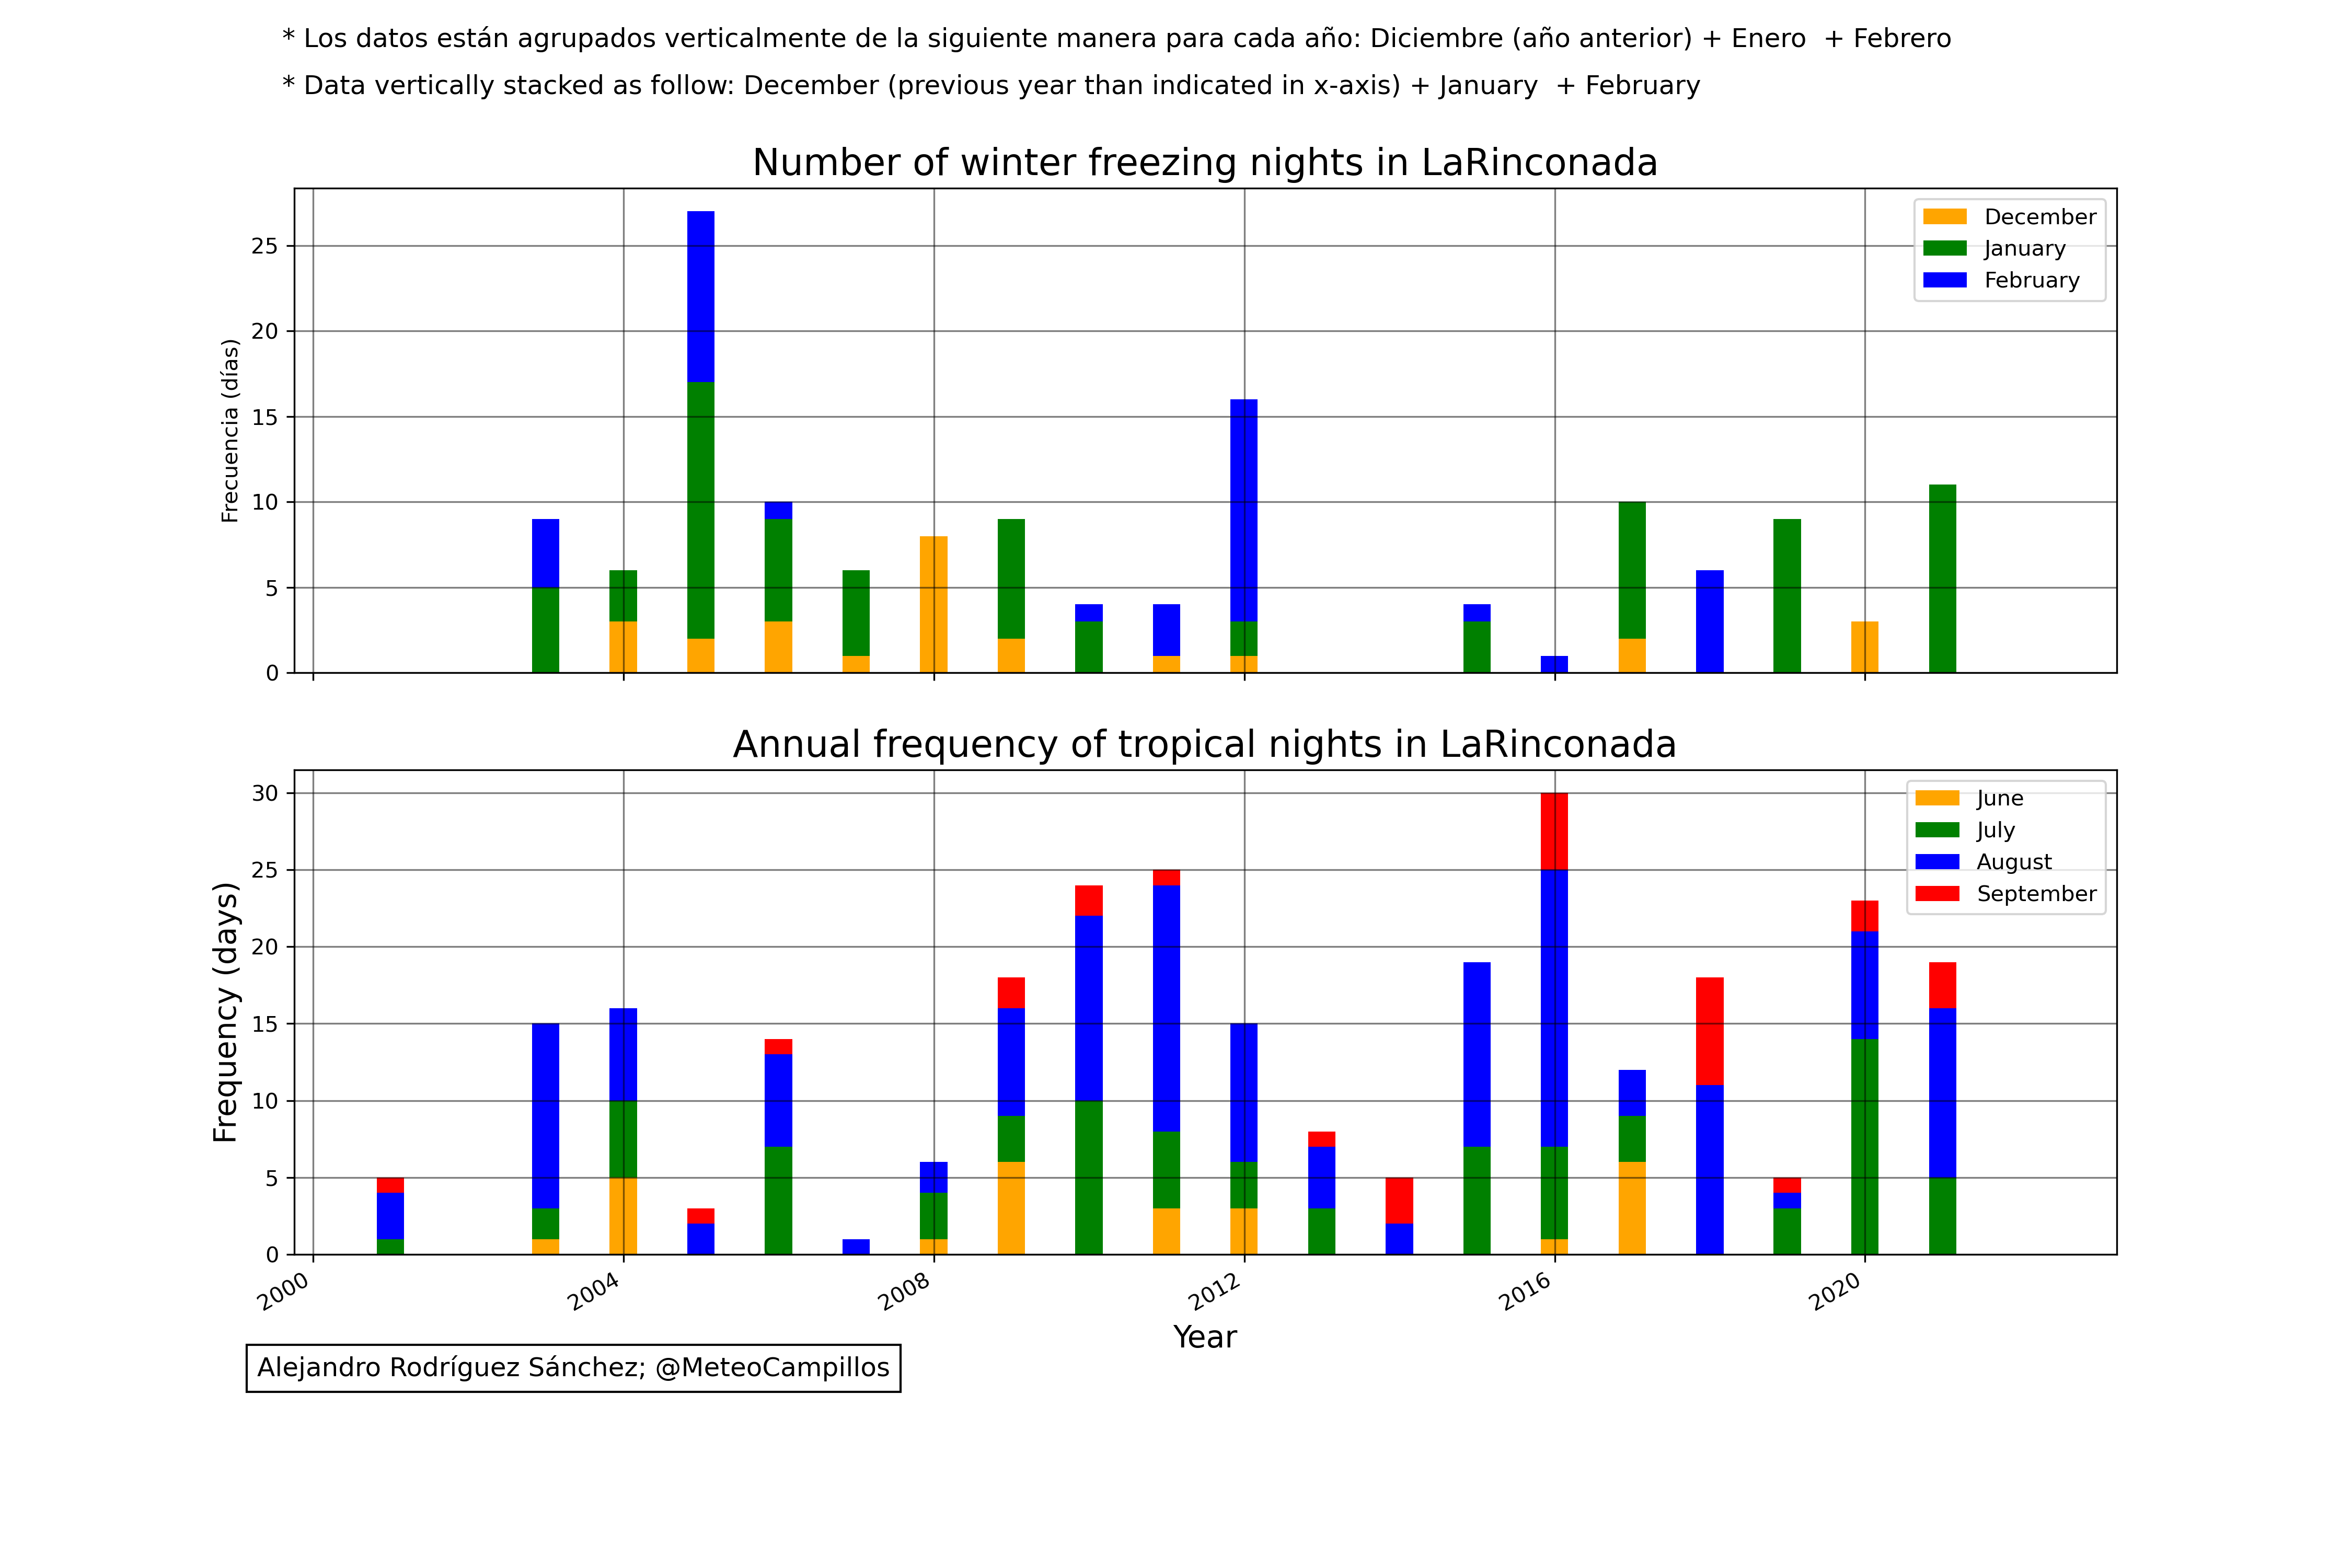 * Los datos están agrupados verticalmente de la siguiente manera para cada año: Diciembre (año anterior) + Enero  + Febrero
* Data vertically stacked as follow: December (previous year than indicated in x-axis) + January  + February
Number of winter freezing nights in LaRinconada
Frecuencia (días)
25
20
15
10
5
0
December
January
February
Annual frequency of tropical nights in LaRinconada
Frequency (days)
30
25
20
15
10
5
0
June
July
August
September
2000
2004
2008
2012
2016
2020
Year
Alejandro Rodríguez Sánchez; @MeteoCampillos